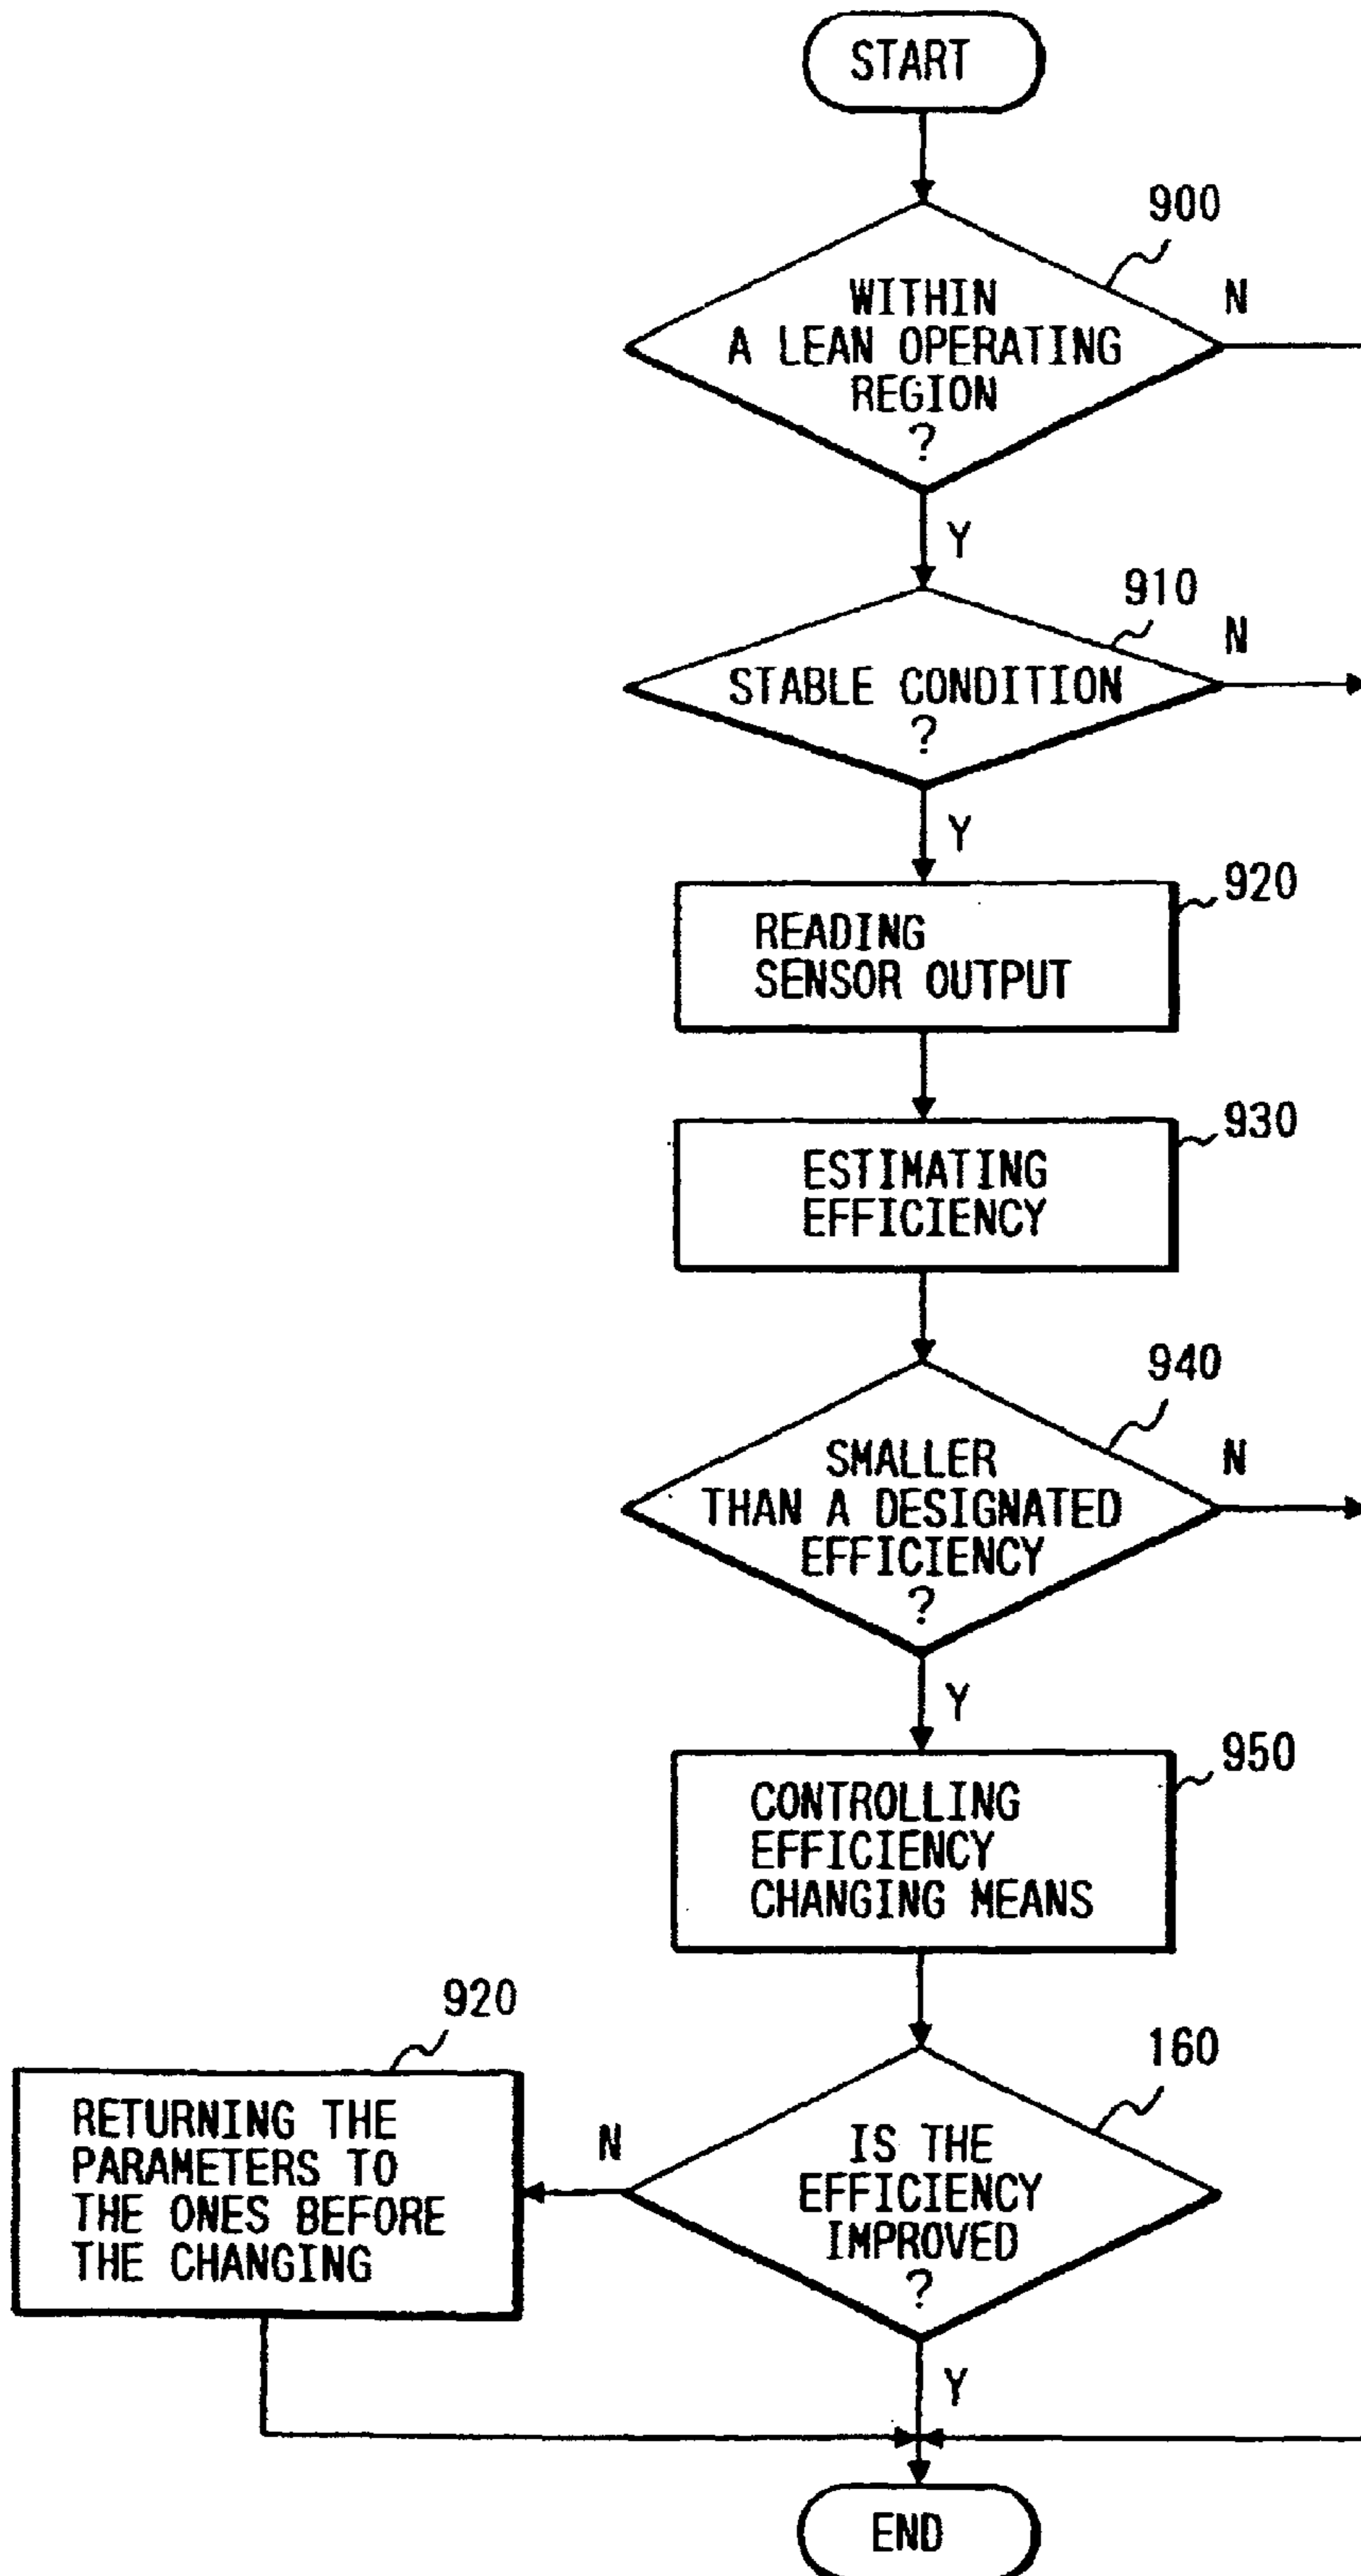 START
900
WITHIN
A LEAN OPERATING
REGION
?
N
Y
910
STABLE CONDITION
?
N
Y
920
READING
SENSOR OUTPUT
930
ESTIMATING
EFFICIENCY
940
SMALLER
THAN A DESIGNATED
EFFICIENCY
?
N
Y
950
CONTROLLING
EFFICIENCY
CHANGING MEANS
920
RETURNING THE
PARAMETERS TO
THE ONES BEFORE
THE CHANGING
N
160
IS THE
EFFICIENCY
IMPROVED
?
Y
END